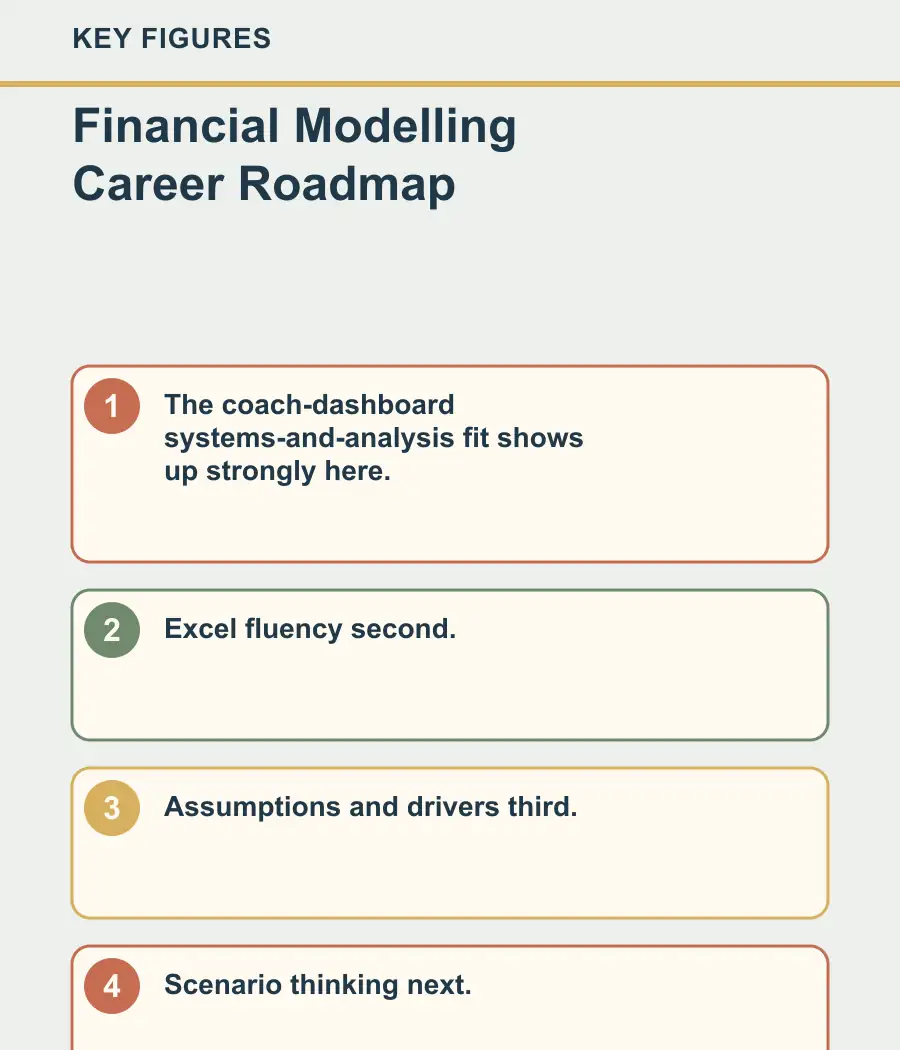 KEY FIGURES
Financial Modelling
Career Roadmap
1
The coach-dashboard
systems-and-analysis fit shows
up strongly here.
2
Excel fluency second.
3
Assumptions and drivers third.
4
Scenario thinking next.